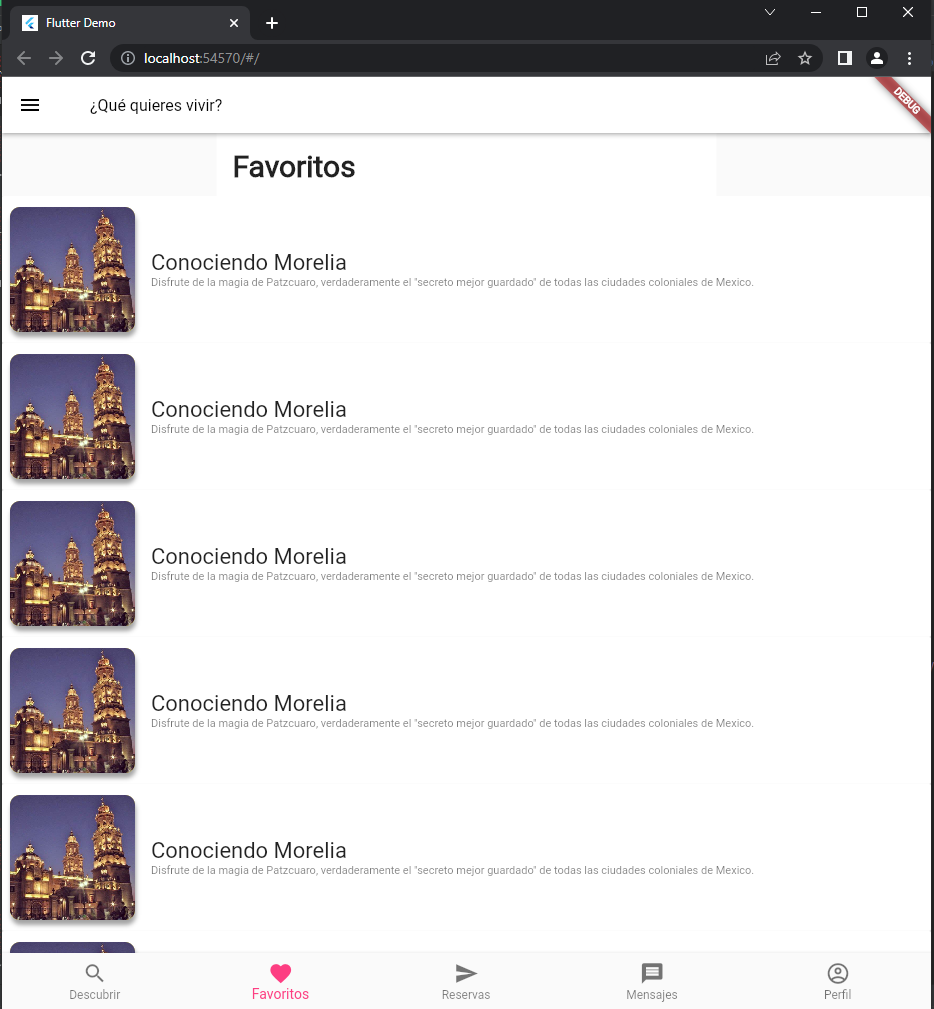 Flutter Demo
localhost:54570/#/
¿Qué quieres vivir?
DEBUG
Favoritos
Conociendo Morelia
Disfrute de la magia de Patzcuaro, verdaderamente el "secreto mejor guardado" de todas las ciudades coloniales de Mexico.
Conociendo Morelia
Disfrute de la magia de Patzcuaro, verdaderamente el "secreto mejor guardado" de todas las ciudades coloniales de Mexico.
Conociendo Morelia
Disfrute de la magia de Patzcuaro, verdaderamente el "secreto mejor guardado" de todas las ciudades coloniales de Mexico.
Conociendo Morelia
Disfrute de la magia de Patzcuaro, verdaderamente el "secreto mejor guardado" de todas las ciudades coloniales de Mexico.
Conociendo Morelia
Disfrute de la magia de Patzcuaro, verdaderamente el "secreto mejor guardado" de todas las ciudades coloniales de Mexico.
Descubrir Favoritos Reservas Mensajes Perfil